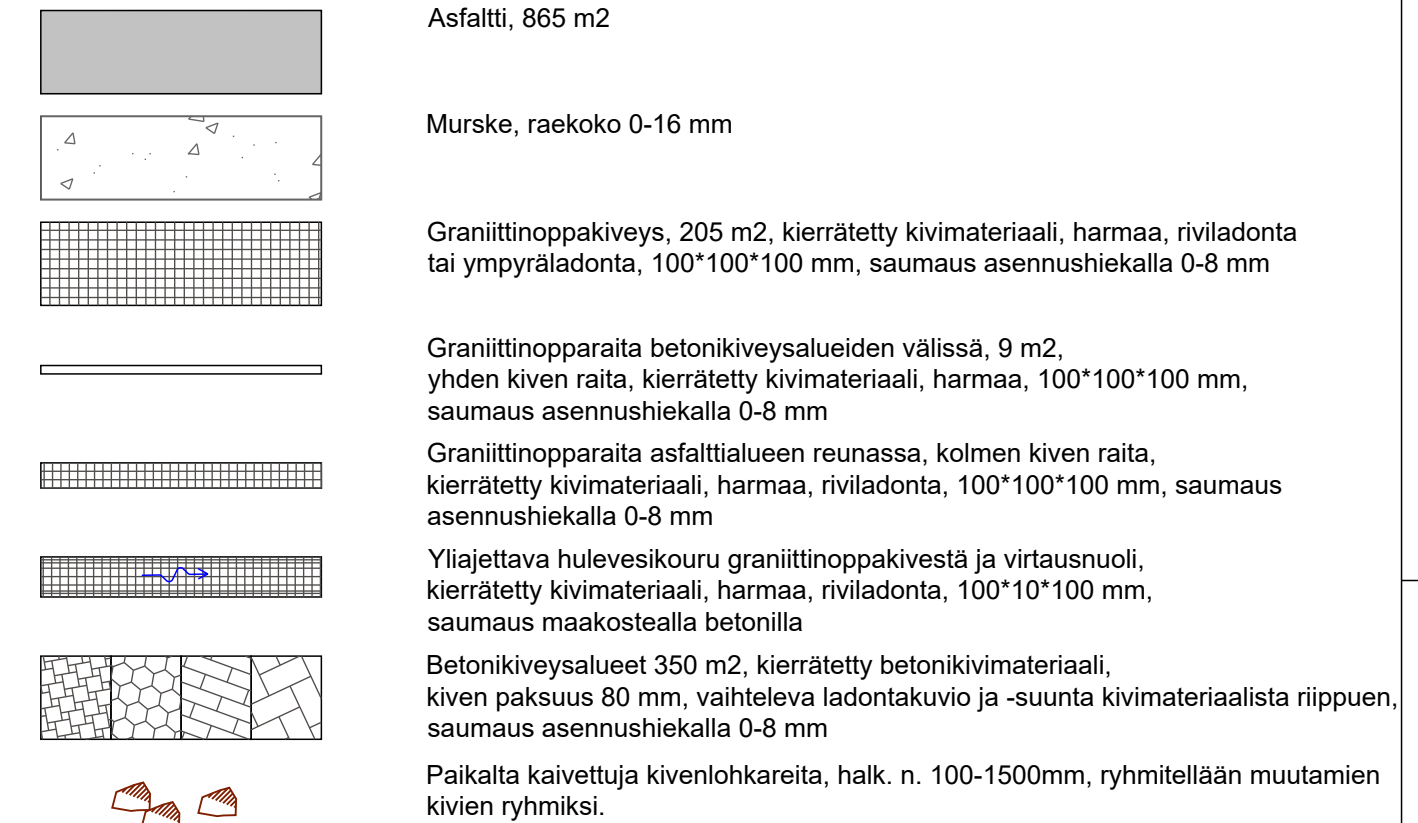 Asfaltti, 865 m2
Murske, raekoko 0-16 mm
Graniittinoppakiveys, 205 m2, kierrätetty kivimateriaali, harmaa, riviladonta
tai ympyräladonta, 100*100*100 mm, saumaus asennushiekalla 0-8 mm
Graniittinopparaita betonikiveysalueiden välissä, 9 m2,
yhden kiven raita, kierrätetty kivimateriaali, harmaa, 100*100*100 mm,
saumaus asennushiekalla 0-8 mm
Graniittinopparaita asfalttialueen reunassa, kolmen kiven raita,
kierrätetty kivimateriaali, harmaa, riviladonta, 100*100*100 mm, saumaus
asennushiekalla 0-8 mm
Yliajettava hulevesikouru graniittinoppakivestä ja virtausnuoli,
kierrätetty kivimateriaali, harmaa, riviladonta, 100*10*100 mm,
saumaus maakostealla betonilla
Betonikiveysalueet 350 m2, kierrätetty betonikivimateriaali,
kiven paksuus 80 mm, vaihteleva ladontakuvio ja -suunta kivimateriaalista riippuen,
saumaus asennushiekalla 0-8 mm
Paikalta kaivettuja kivenlohkareita, halk. n. 100-1500mm, ryhmitellään muutamien
kivien ryhmiksi.